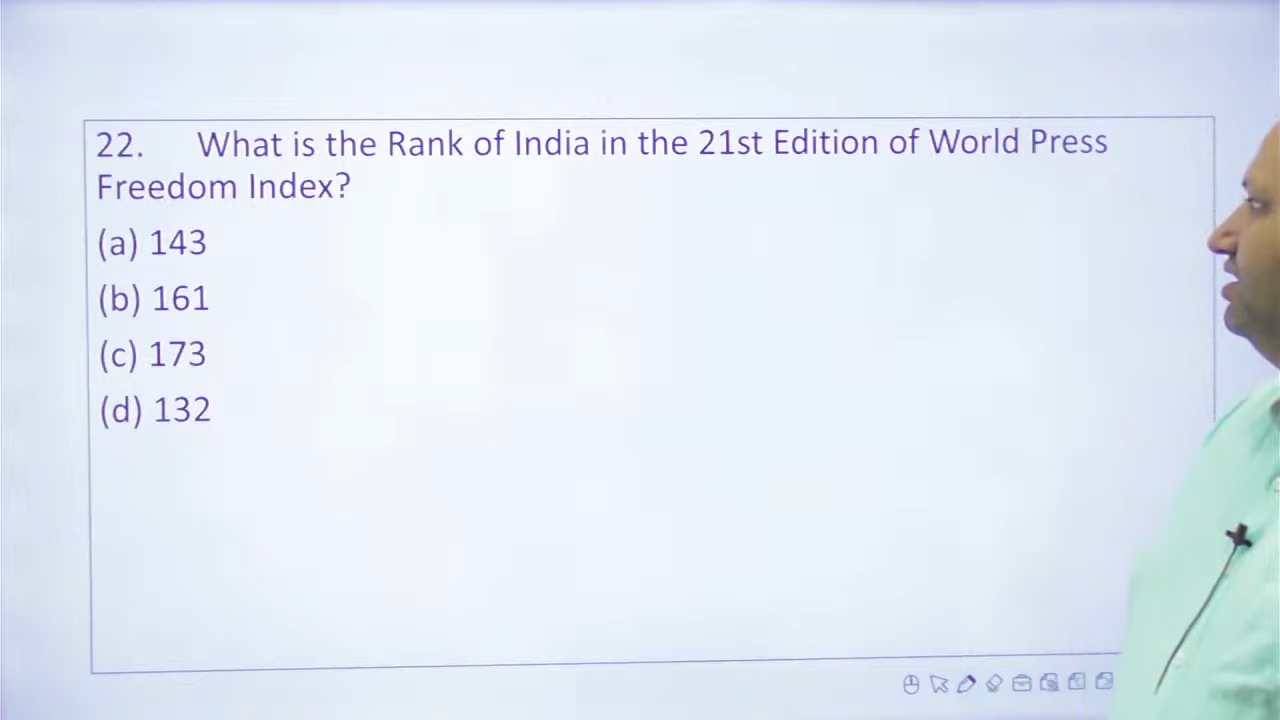 22. What is the Rank of India in the 21st Edition of World Press
Freedom Index?
(a) 143
(b) 161
(c) 173
(d) 132